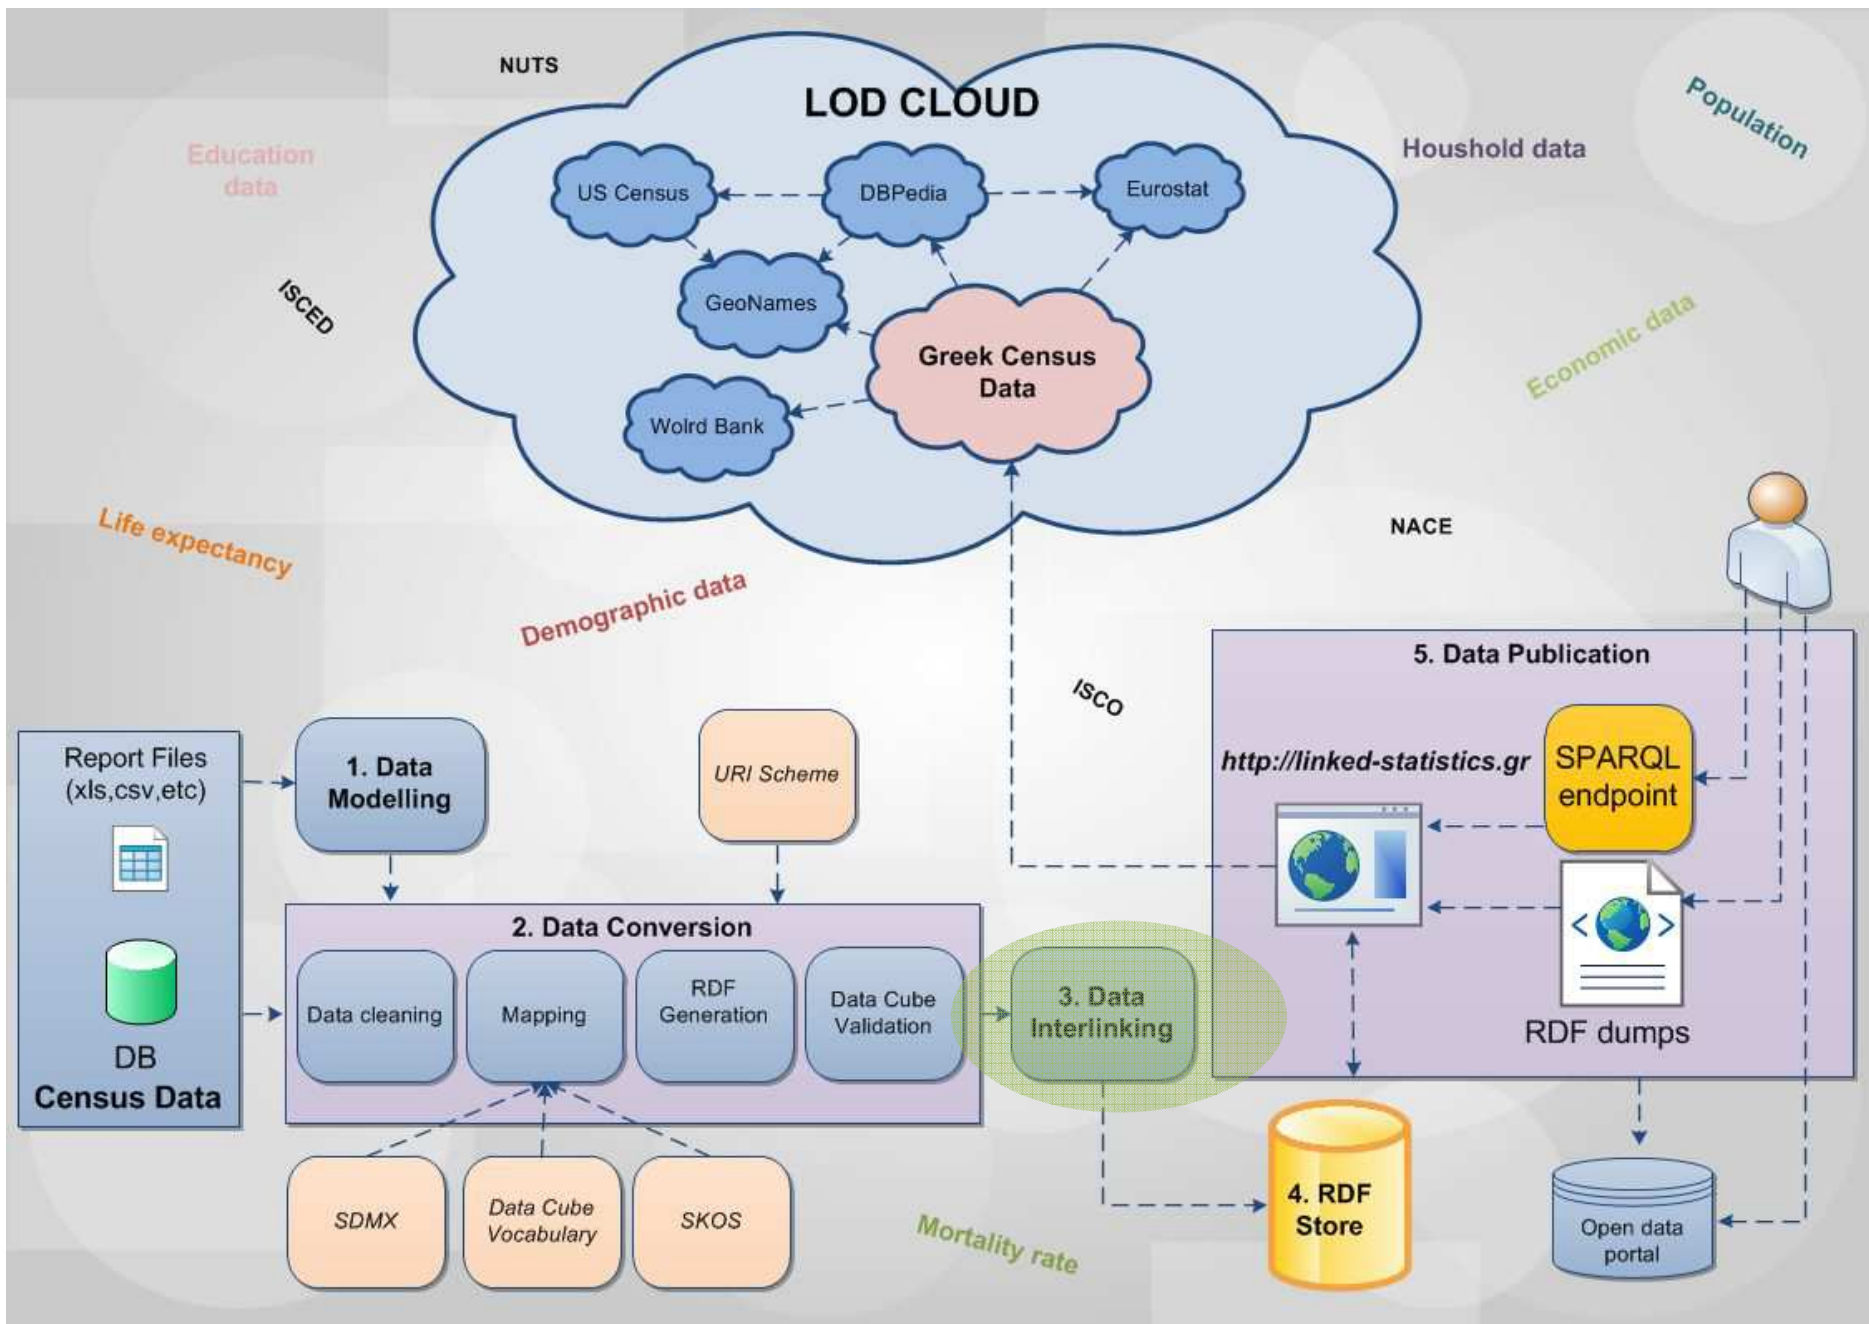 NUTS
LOD CLOUD
Population
Education
data
Houshold data
US Census
DBPedia
Eurostat
ISCED
GeoNames
Economic data
Greek Census
Data
Wolrd Bank
Life expectancy
NACE
Demographic data
ISCO
5. Data Publication
Report Files
(xls,csv,etc)
1. Data
Modelling
URI Scheme
http://linked-statistics.gr
SPARQL
endpoint
2. Data Conversion
Data cleaning
Mapping
RDF
Generation
Data Cube
Validation
3. Data
Interlinking
RDF dumps
DB
Census Data
SDMX
Data Cube
Vocabulary
SKOS
Mortality rate
4. RDF
Store
Open data
portal